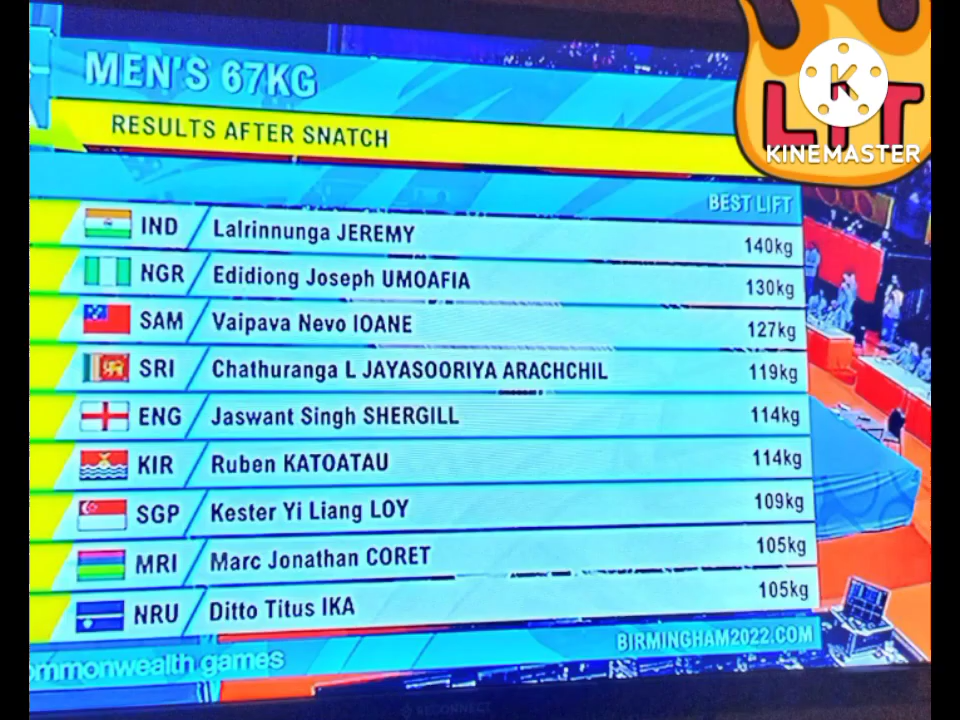 MEN'S 67KG
LIT
K
KINEMASTER
RESULTS AFTER SNATCH
BEST LIFT
IND Lalrinnunga JEREMY 140kg
NGR Edidiong Joseph UMOAFIA 130kg
SAM Vaipava Nevo IOANE 127kg
SRI Chathuranga L JAYASOORIYA ARACHCHIL 119kg
ENG Jaswant Singh SHERGILL 114kg
KIR Ruben KATOATAU 114kg
SGP Kester Yi Liang LOY 109kg
MRI Marc Jonathan CORET 105kg
NRU Ditto Titus IKA 105kg
ommonwealth games BIRMINGHAM2022.COM